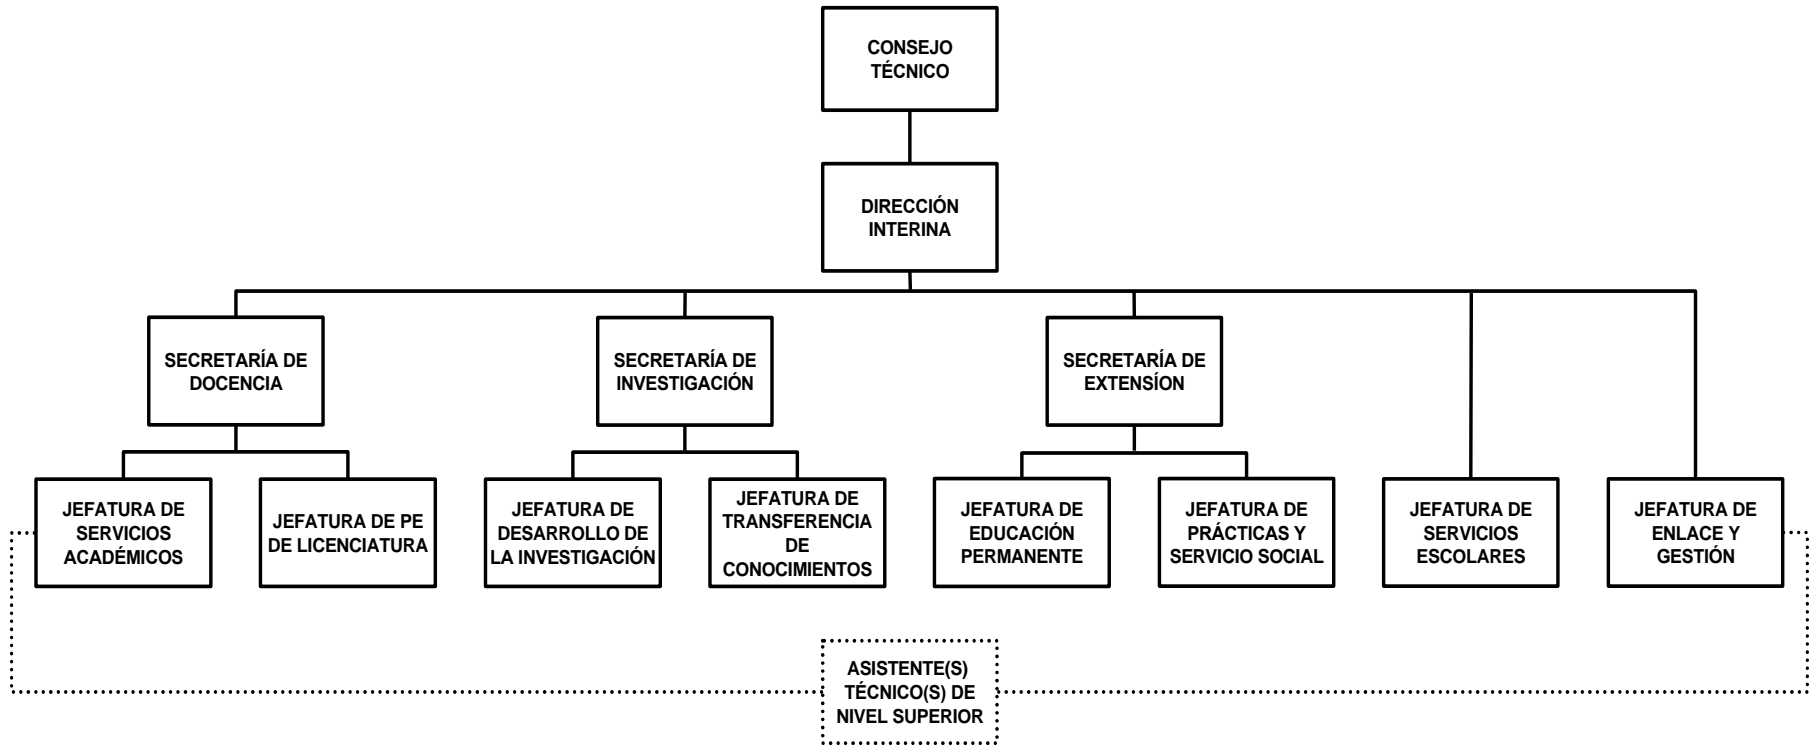 CONSEJO
TÉCNICO
DIRECCIÓN
INTERINA
SECRETARÍA DE
DOCENCIA
SECRETARÍA DE
INVESTIGACIÓN
SECRETARÍA DE
EXTENSÍON
JEFATURA DE
SERVICIOS
ACADÉMICOS
JEFATURA DE PE
DE LICENCIATURA
JEFATURA DE
DESARROLLO DE
LA INVESTIGACIÓN
JEFATURA DE
TRANSFERENCIA
DE
CONOCIMIENTOS
JEFATURA DE
EDUCACIÓN
PERMANENTE
JEFATURA DE
PRÁCTICAS Y
SERVICIO SOCIAL
JEFATURA DE
SERVICIOS
ESCOLARES
JEFATURA DE
ENLACE Y
GESTIÓN
ASISTENTE(S)
TÉCNICO(S) DE
NIVEL SUPERIOR